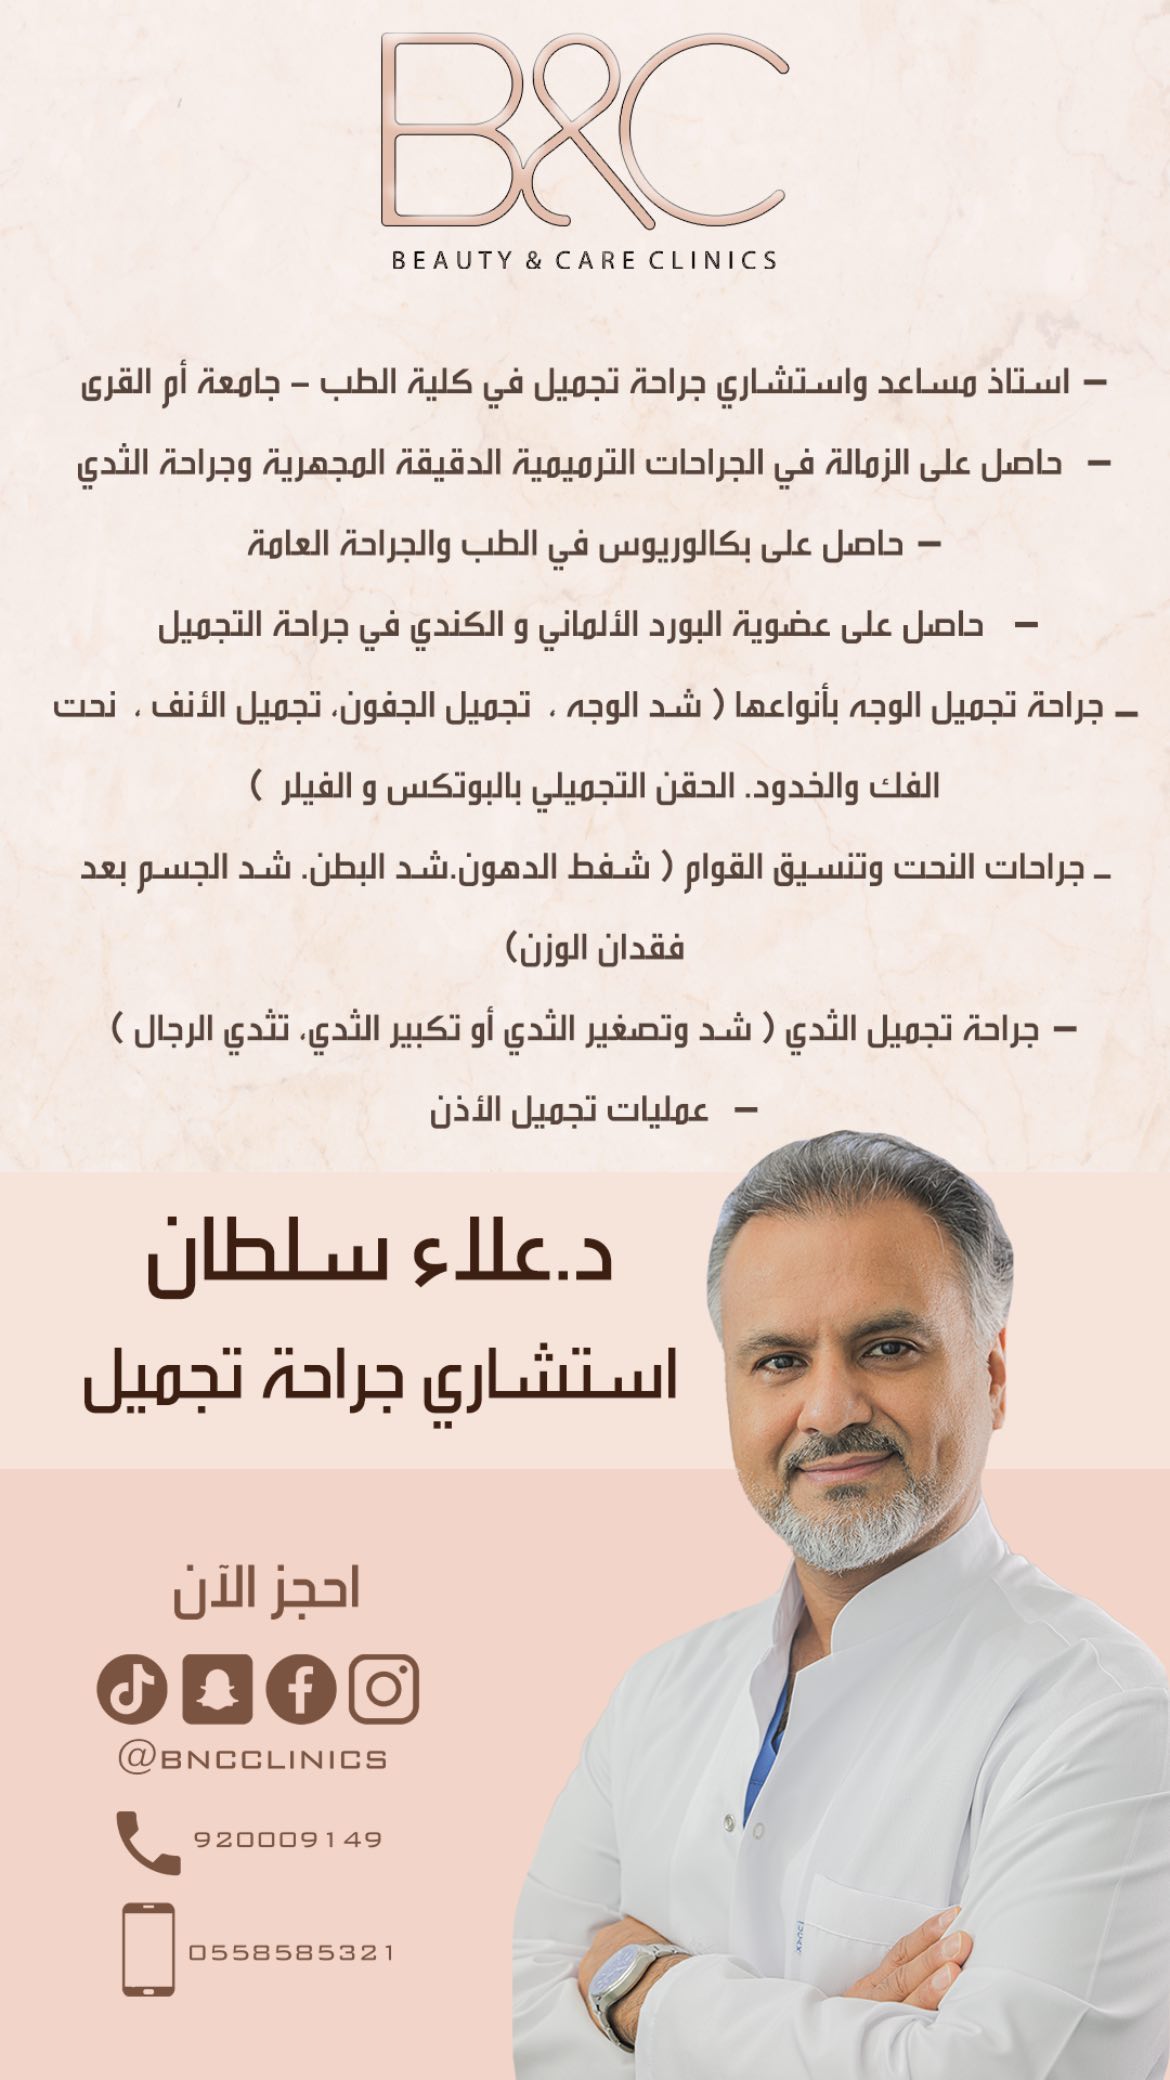 B&C
BEAUTY & CARE CLINICS
– استاذ مساعد واستشاري جراحة تجميل في كلية الطب – جامعة أم القرى
– حاصل على الزمالة في الجراحات الترميمية الدقيقة المجهرية وجراحة الثدي
– حاصل على بكالوريوس في الطب والجراحة العامة
– حاصل على عضوية البورد الألماني و الكندي في جراحة التجميل
_ جراحة تجميل الوجه بأنواعها ( شد الوجه ، تجميل الجفون، تجميل الأنف ، نحت
الفك والخدود. الحقن التجميلي بالبوتكس و الفيلر )
_ جراحات النحت وتنسيق القوام ( شفط الدهون.شد البطن. شد الجسم بعد
فقدان الوزن)
– جراحة تجميل الثدي ( شد وتصغير الثدي أو تكبير الثدي، تثدي الرجال )
– عمليات تجميل الأذن
د.علاء سلطان
استشاري جراحة تجميل
احجز الآن
@BNCCLINICS
920009149
0558585321